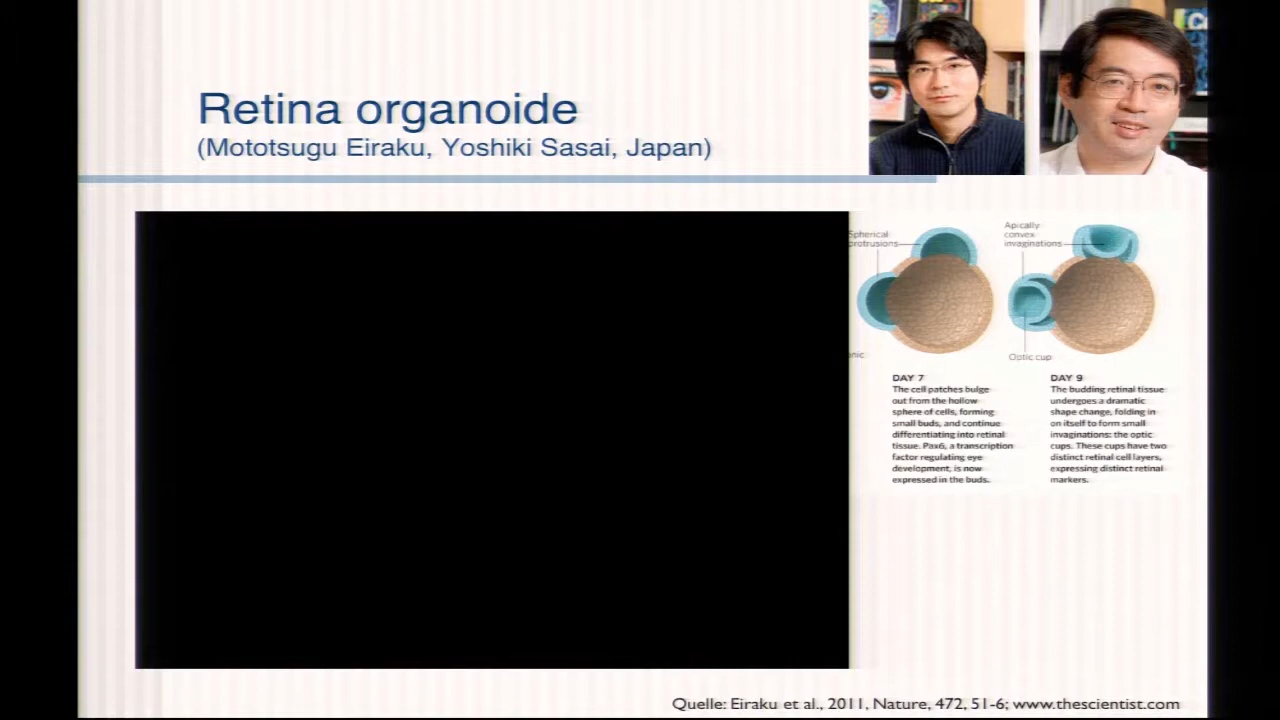 Retina organoide
(Mototsugu Eiraku, Yoshiki Sasai, Japan)
Spherical
protrusions
Apically
convex
invaginations
Optic cup
DAY 7
The cell patches bulge
out from the hollow
sphere of cells, forming
small buds, and continue
differentiating into retinal
tissue. Pax6, a transcription
factor regulating eye
development, is now
expressed in the buds.
DAY 9
The budding retinal tissue
undergoes a dramatic
shape change, folding in
on itself to form small
invaginations: the optic
cups. These cups have two
distinct retinal cell layers,
expressing distinct retinal
markers.
Quelle: Eiraku et al., 2011, Nature, 472, 51-6; www.thescientist.com